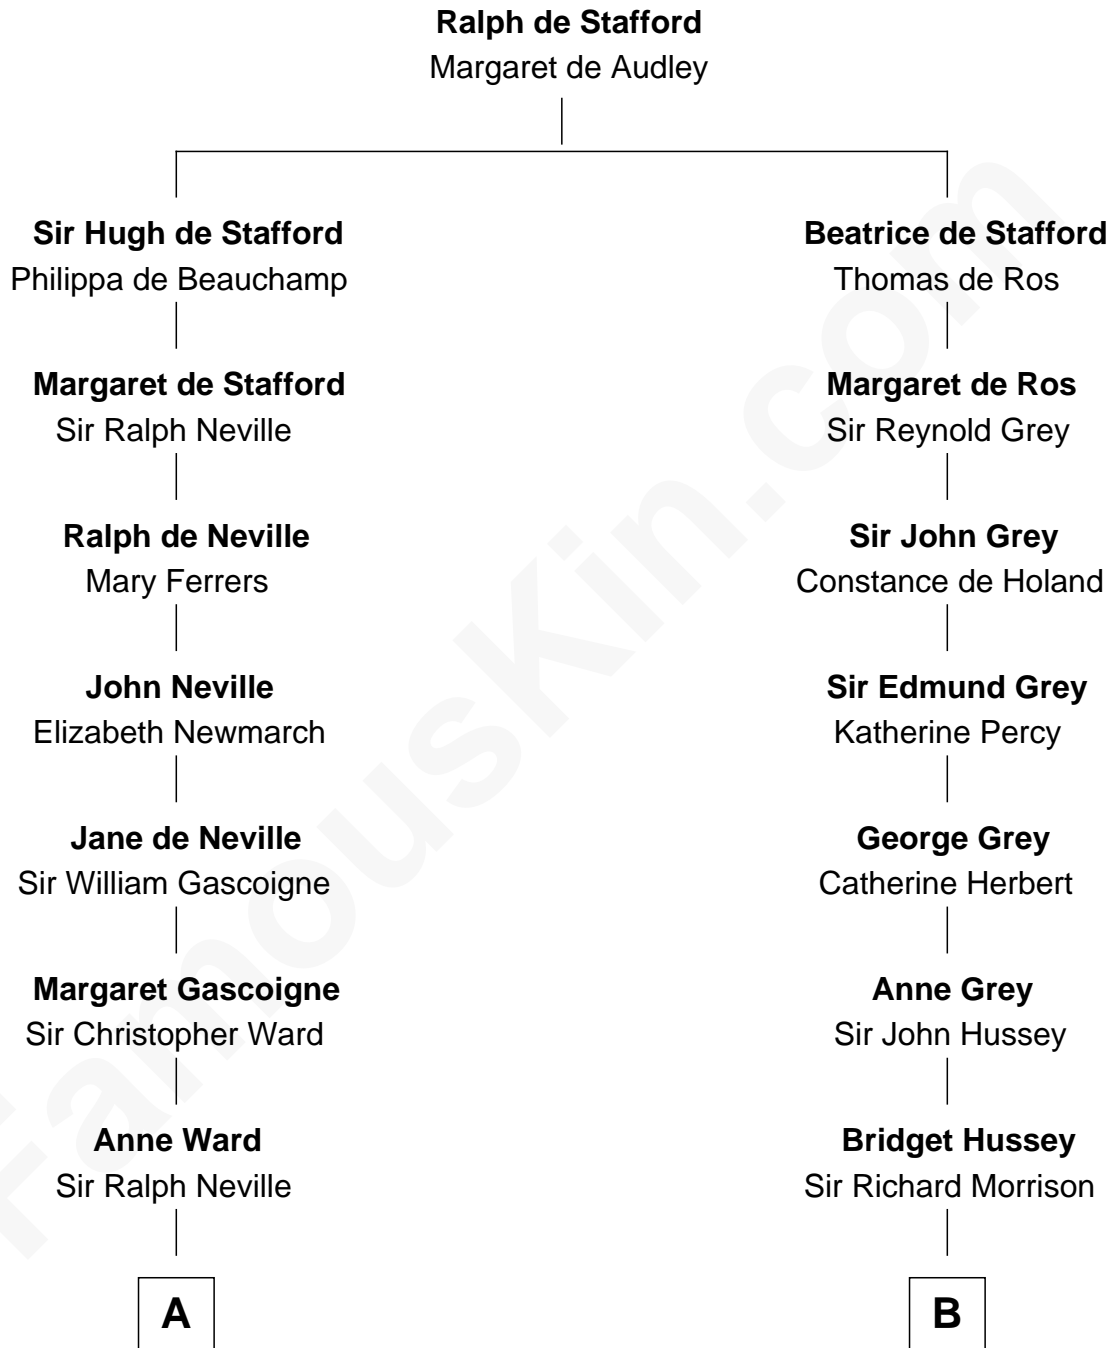 Ralph de Stafford
Margaret de Audley
Sir Hugh de Stafford
Philippa de Beauchamp
Margaret de Stafford
Sir Ralph Neville
Ralph de Neville
Mary Ferrers
John Neville
Elizabeth Newmarch
Jane de Neville
Sir William Gascoigne
Margaret Gascoigne
Sir Christopher Ward
Anne Ward
Sir Ralph Neville
A
Beatrice de Stafford
Thomas de Ros
Margaret de Ros
Sir Reynold Grey
Sir John Grey
Constance de Holand
Sir Edmund Grey
Katherine Percy
George Grey
Catherine Herbert
Anne Grey
Sir John Hussey
Bridget Hussey
Sir Richard Morrison
B
FamousKin.com